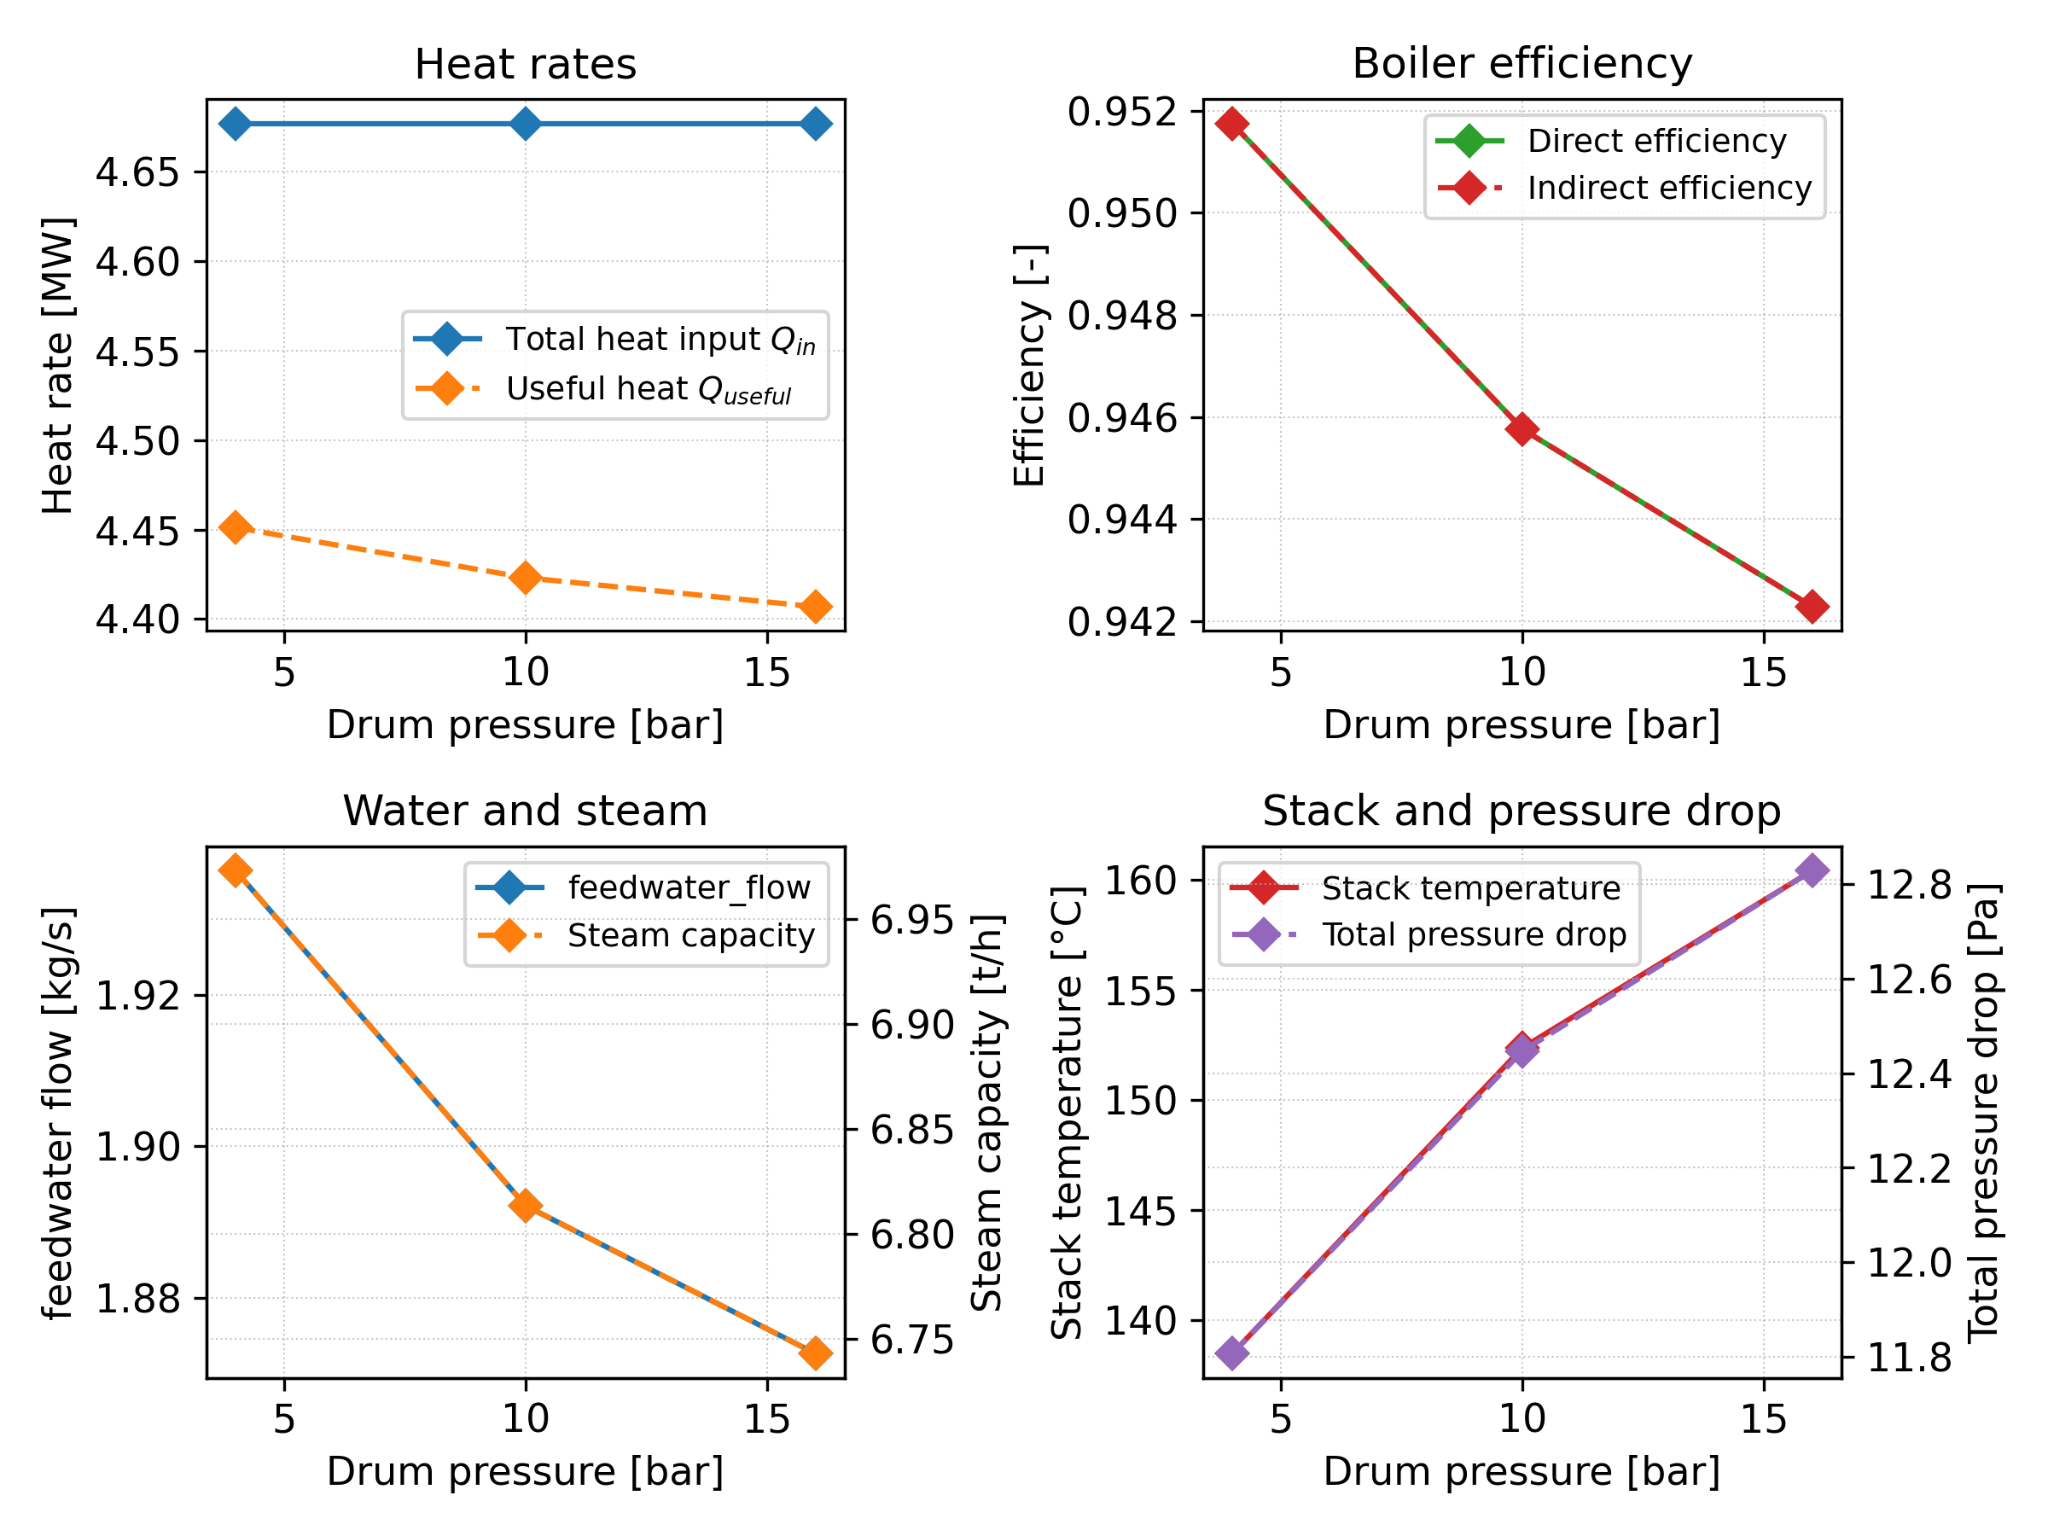 Heat rates
Heat rate [MW]
4.65
4.60
4.55
4.50
4.45
4.40
Total heat input Q_in
Useful heat Q_useful
5 10 15
Drum pressure [bar]
Boiler efficiency
Efficiency [-]
0.952
0.950
0.948
0.946
0.944
0.942
Direct efficiency
Indirect efficiency
5 10 15
Drum pressure [bar]
Water and steam
feedwater flow [kg/s]
1.92
1.90
1.88
feedwater_flow
Steam capacity
6.95
6.90
6.85
6.80
6.75
Steam capacity [t/h]
5 10 15
Drum pressure [bar]
Stack and pressure drop
Stack temperature [°C]
160
155
150
145
140
Stack temperature
Total pressure drop
12.8
12.6
12.4
12.2
12.0
11.8
Total pressure drop [Pa]
5 10 15
Drum pressure [bar]